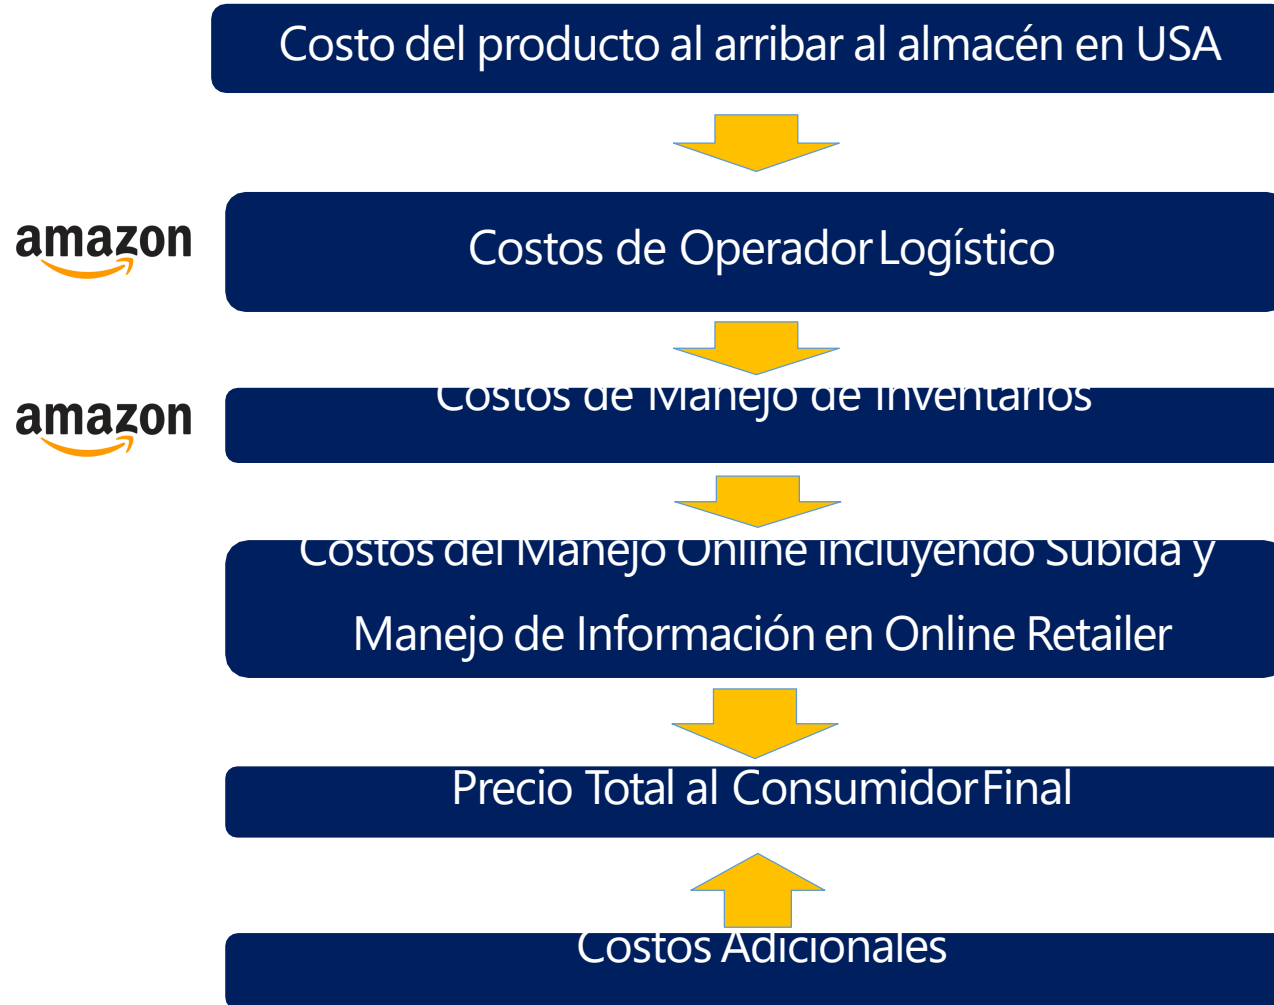 Costo del producto al arribar al almacén en USA
amazon
Costos de Operador Logístico
amazon
Costos de Manejo de Inventarios
Costos del Manejo Online incluyendo Subida y
Manejo de Información en Online Retailer
Precio Total al Consumidor Final
Costos Adicionales